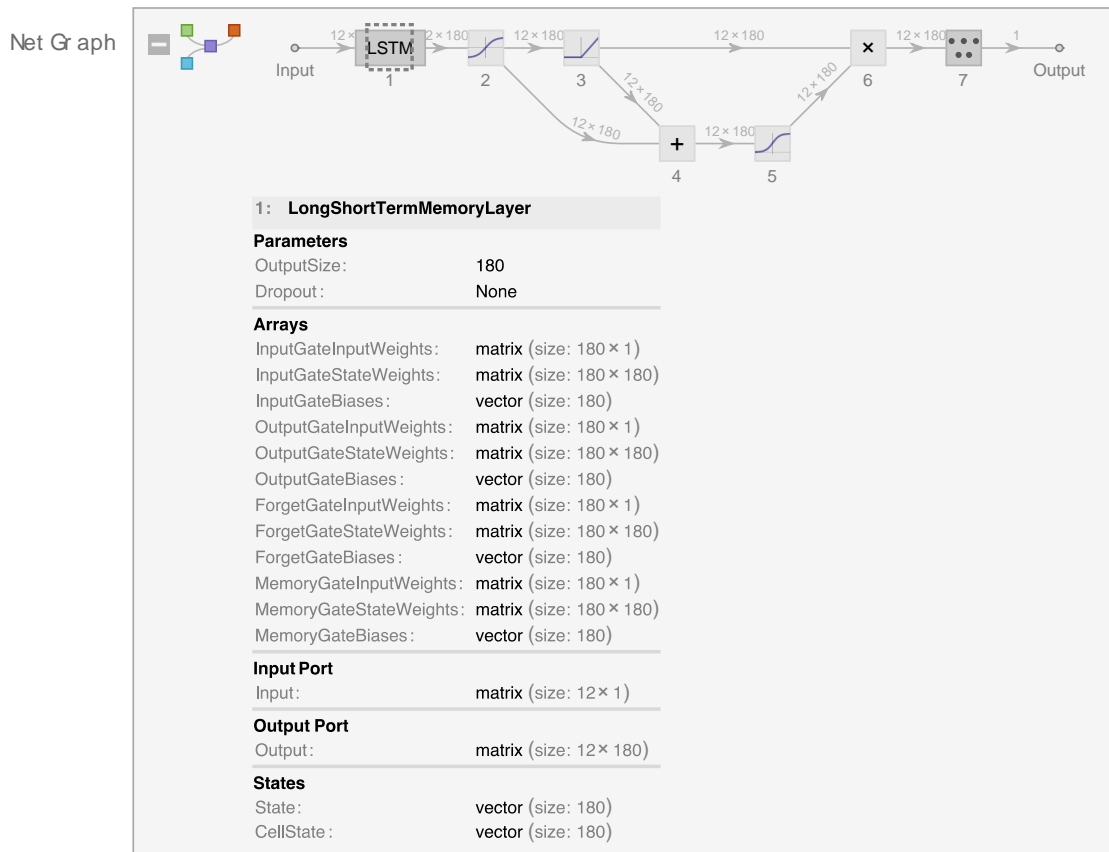 Net Graph
12× 12×180 12×180 12×180 12×180 1
LSTM × 
Input 1 2 3 6 7 Output
12×180 12×180
12×180 12×180
+
4 5
1: LongShortTermMemoryLayer
Parameters
OutputSize: 180
Dropout: None
Arrays
InputGateInputWeights: matrix (size: 180×1)
InputGateStateWeights: matrix (size: 180×180)
InputGateBiases: vector (size: 180)
OutputGateInputWeights: matrix (size: 180×1)
OutputGateStateWeights: matrix (size: 180×180)
OutputGateBiases: vector (size: 180)
ForgetGateInputWeights: matrix (size: 180×1)
ForgetGateStateWeights: matrix (size: 180×180)
ForgetGateBiases: vector (size: 180)
MemoryGateInputWeights: matrix (size: 180×1)
MemoryGateStateWeights: matrix (size: 180×180)
MemoryGateBiases: vector (size: 180)
Input Port
Input: matrix (size: 12×1)
Output Port
Output: matrix (size: 12×180)
States
State: vector (size: 180)
CellState: vector (size: 180)